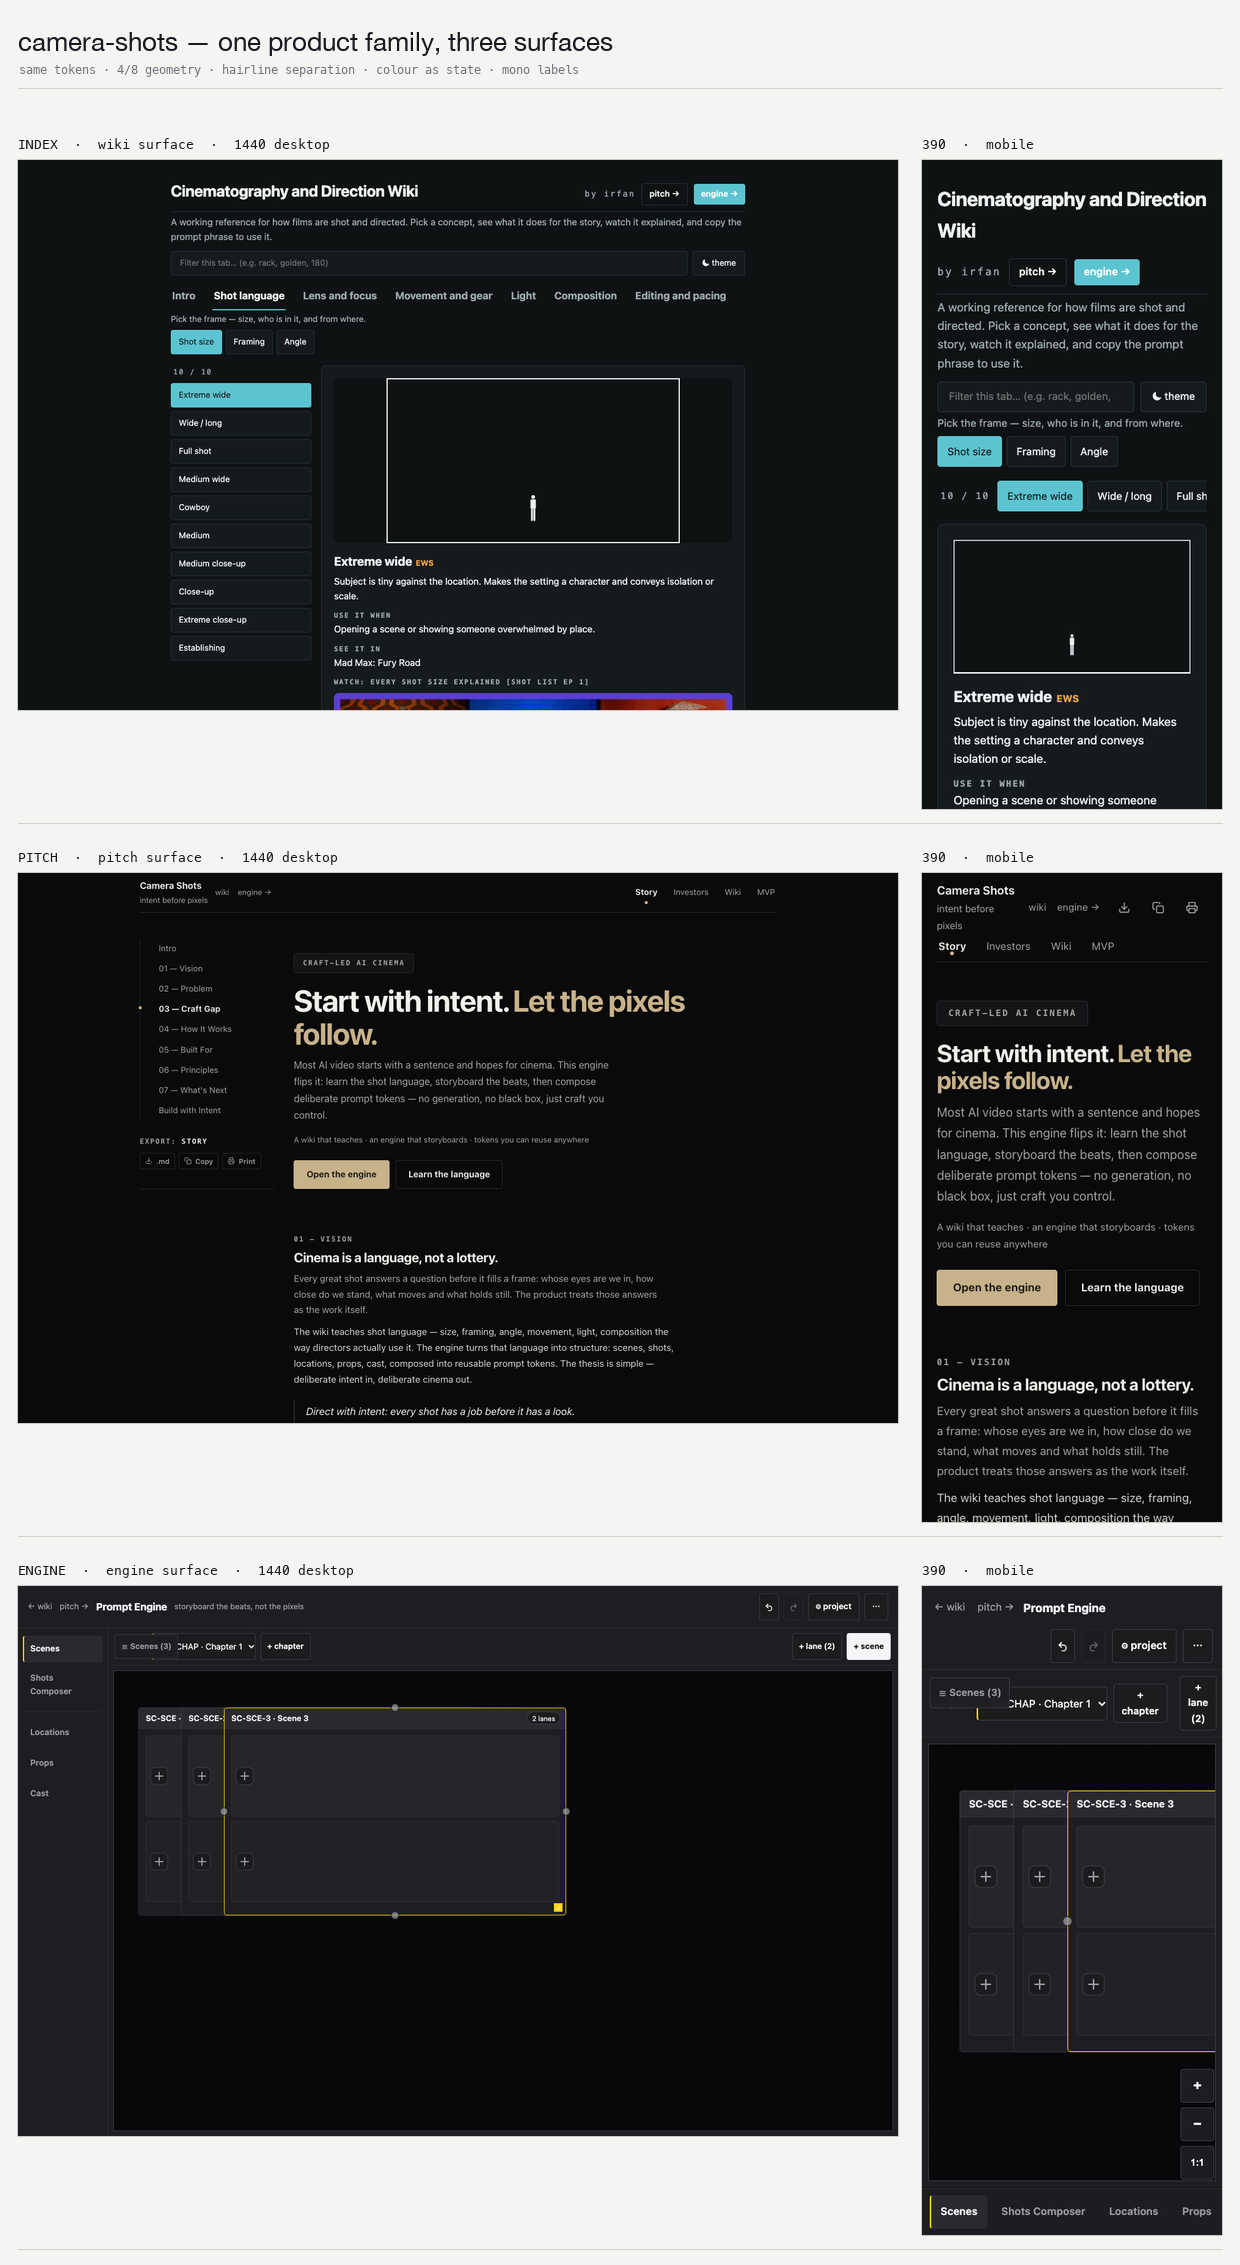 camera-shots — one product family, three surfaces
same tokens · 4/8 geometry · hairline separation · colour as state · mono labels
INDEX · wiki surface · 1440 desktop
Cinematography and Direction Wiki
by irfan
pitch →
engine →
A working reference for how films are shot and directed. Pick a concept, see what it does for the story, watch it explained, and copy the
prompt phrase to use it.
Filter this tab... (e.g. rack, golden, 180)
theme
Intro
Shot language
Lens and focus
Movement and gear
Light
Composition
Editing and pacing
Pick the frame — size, who is in it, and from where.
Shot size
Framing
Angle
10 / 10
Extreme wide
Wide / long
Full shot
Medium wide
Cowboy
Medium
Medium close-up
Close-up
Extreme close-up
Establishing
Extreme wide EWS
Subject is tiny against the location. Makes the setting a character and conveys isolation or
scale.
USE IT WHEN
Opening a scene or showing someone overwhelmed by place.
SEE IT IN
Mad Max: Fury Road
WATCH: EVERY SHOT SIZE EXPLAINED [SHOT LIST EP 1]
390 · mobile
Cinematography and Direction
Wiki
by irfan
pitch →
engine →
A working reference for how films are shot and
directed. Pick a concept, see what it does for the
story, watch it explained, and copy the prompt
phrase to use it.
Filter this tab... (e.g. rack, golden,
theme
Pick the frame — size, who is in it, and from where.
Shot size
Framing
Angle
10 / 10
Extreme wide
Wide / long
Full sh
Extreme wide EWS
Subject is tiny against the location. Makes
the setting a character and conveys
isolation or scale.
USE IT WHEN
Opening a scene or showing someone
PITCH · pitch surface · 1440 desktop
Camera Shots
intent before pixels
wiki
engine →
Story
Investors
Wiki
MVP
Intro
01 — Vision
02 — Problem
03 — Craft Gap
04 — How It Works
05 — Built For
06 — Principles
07 — What's Next
Build with Intent
EXPORT: STORY
.md
Copy
Print
CRAFT-LED AI CINEMA
Start with intent. Let the pixels
follow.
Most AI video starts with a sentence and hopes for cinema. This engine
flips it: learn the shot language, storyboard the beats, then compose
deliberate prompt tokens — no generation, no black box, just craft you
control.
A wiki that teaches · an engine that storyboards · tokens you can reuse anywhere
Open the engine
Learn the language
01 — VISION
Cinema is a language, not a lottery.
Every great shot answers a question before it fills a frame: whose eyes are we in, how
close do we stand, what moves and what holds still. The product treats those answers
as the work itself.
The wiki teaches shot language — size, framing, angle, movement, light, composition the
way directors actually use it. The engine turns that language into structure: scenes, shots,
locations, props, cast, composed into reusable prompt tokens. The thesis is simple —
deliberate intent in, deliberate cinema out.
Direct with intent: every shot has a job before it has a look.
390 · mobile
Camera Shots
intent before
pixels
wiki
engine →
Story
Investors
Wiki
MVP
CRAFT-LED AI CINEMA
Start with intent. Let the
pixels follow.
Most AI video starts with a sentence and hopes
for cinema. This engine flips it: learn the shot
language, storyboard the beats, then compose
deliberate prompt tokens — no generation, no
black box, just craft you control.
A wiki that teaches · an engine that storyboards · tokens
you can reuse anywhere
Open the engine
Learn the language
01 — VISION
Cinema is a language, not a lottery.
Every great shot answers a question before it fills
a frame: whose eyes are we in, how close do we
stand, what moves and what holds still. The
product treats those answers as the work itself.
The wiki teaches shot language — size, framing,
angle, movement, light, composition the way
ENGINE · engine surface · 1440 desktop
← wiki
pitch →
Prompt Engine
storyboard the beats, not the pixels
project
...
Scenes
Shots
Composer
Locations
Props
Cast
≡ Scenes (3)
CHAP · Chapter 1
+ chapter
+ lane (2)
+ scene
SC-SCE ·
SC-SCE-
SC-SCE-3 · Scene 3
2 lanes
390 · mobile
← wiki
pitch →
Prompt Engine
project
...
≡ Scenes (3)
CHAP · Chapter 1
+
chapter
+
lane
(2)
SC-SCE ·
SC-SCE-
SC-SCE-3 · Scene 3
+
−
1:1
Scenes
Shots Composer
Locations
Props